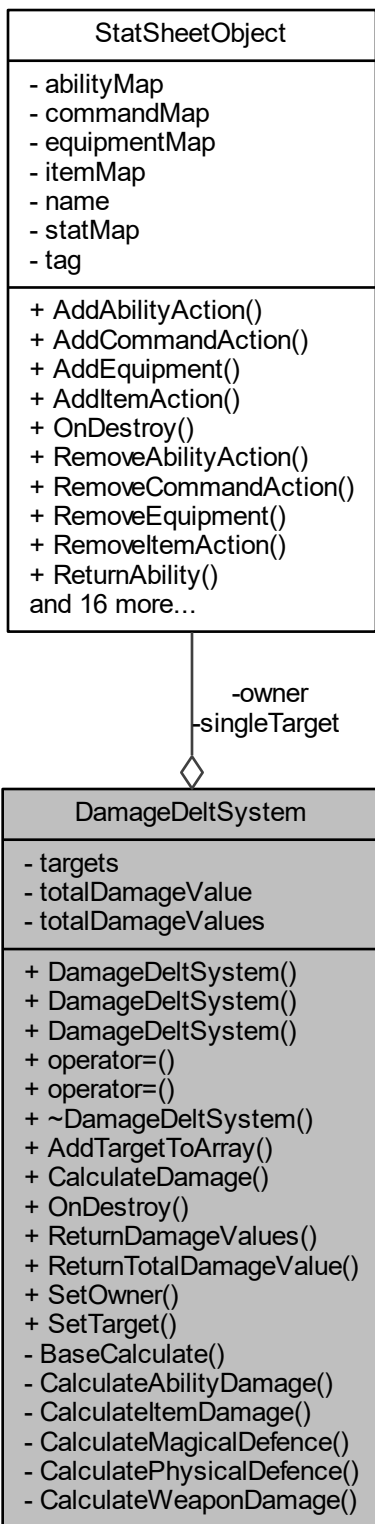 StatSheetObject
- abilityMap
- commandMap
- equipmentMap
- itemMap
- name
- statMap
- tag
+ AddAbilityAction()
+ AddCommandAction()
+ AddEquipment()
+ AddItemAction()
+ OnDestroy()
+ RemoveAbilityAction()
+ RemoveCommandAction()
+ RemoveEquipment()
+ RemoveItemAction()
+ ReturnAbility()
and 16 more...
-owner
-singleTarget
DamageDeltSystem
- targets
- totalDamageValue
- totalDamageValues
+ DamageDeltSystem()
+ DamageDeltSystem()
+ DamageDeltSystem()
+ operator=()
+ operator=()
+ ~DamageDeltSystem()
+ AddTargetToArray()
+ CalculateDamage()
+ OnDestroy()
+ ReturnDamageValues()
+ ReturnTotalDamageValue()
+ SetOwner()
+ SetTarget()
- BaseCalculate()
- CalculateAbilityDamage()
- CalculateItemDamage()
- CalculateMagicalDefence()
- CalculatePhysicalDefence()
- CalculateWeaponDamage()